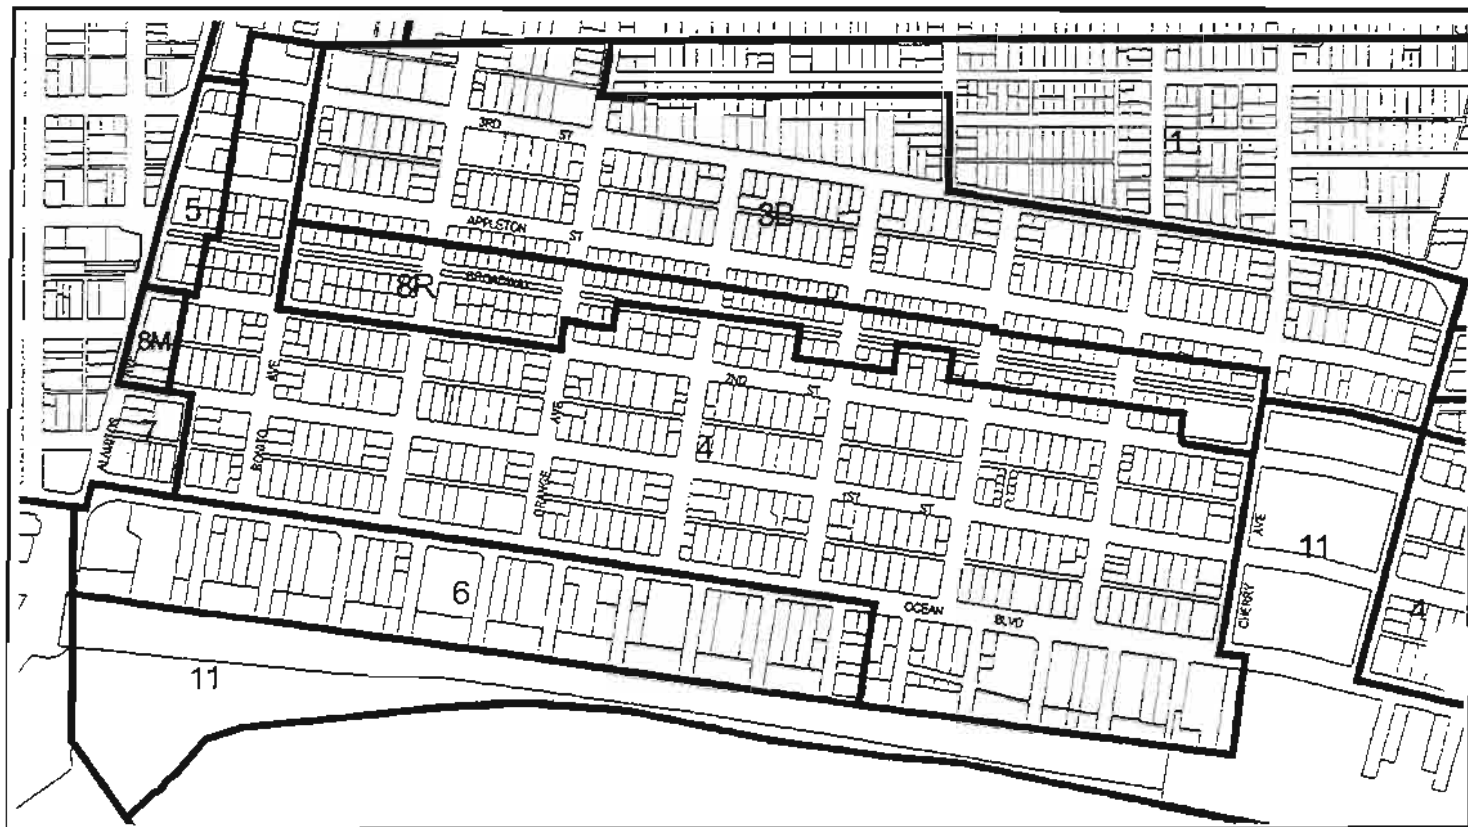 1
3RD ST
5
3B
APPLETON ST
8R
BROADWAY
8M
AVE
2ND ST
7
ALAMITOS
BONITO
AVE
4
ORANGE
1ST ST
AVE
11
6
OCEAN BLVD
CHERRY
4
7
11